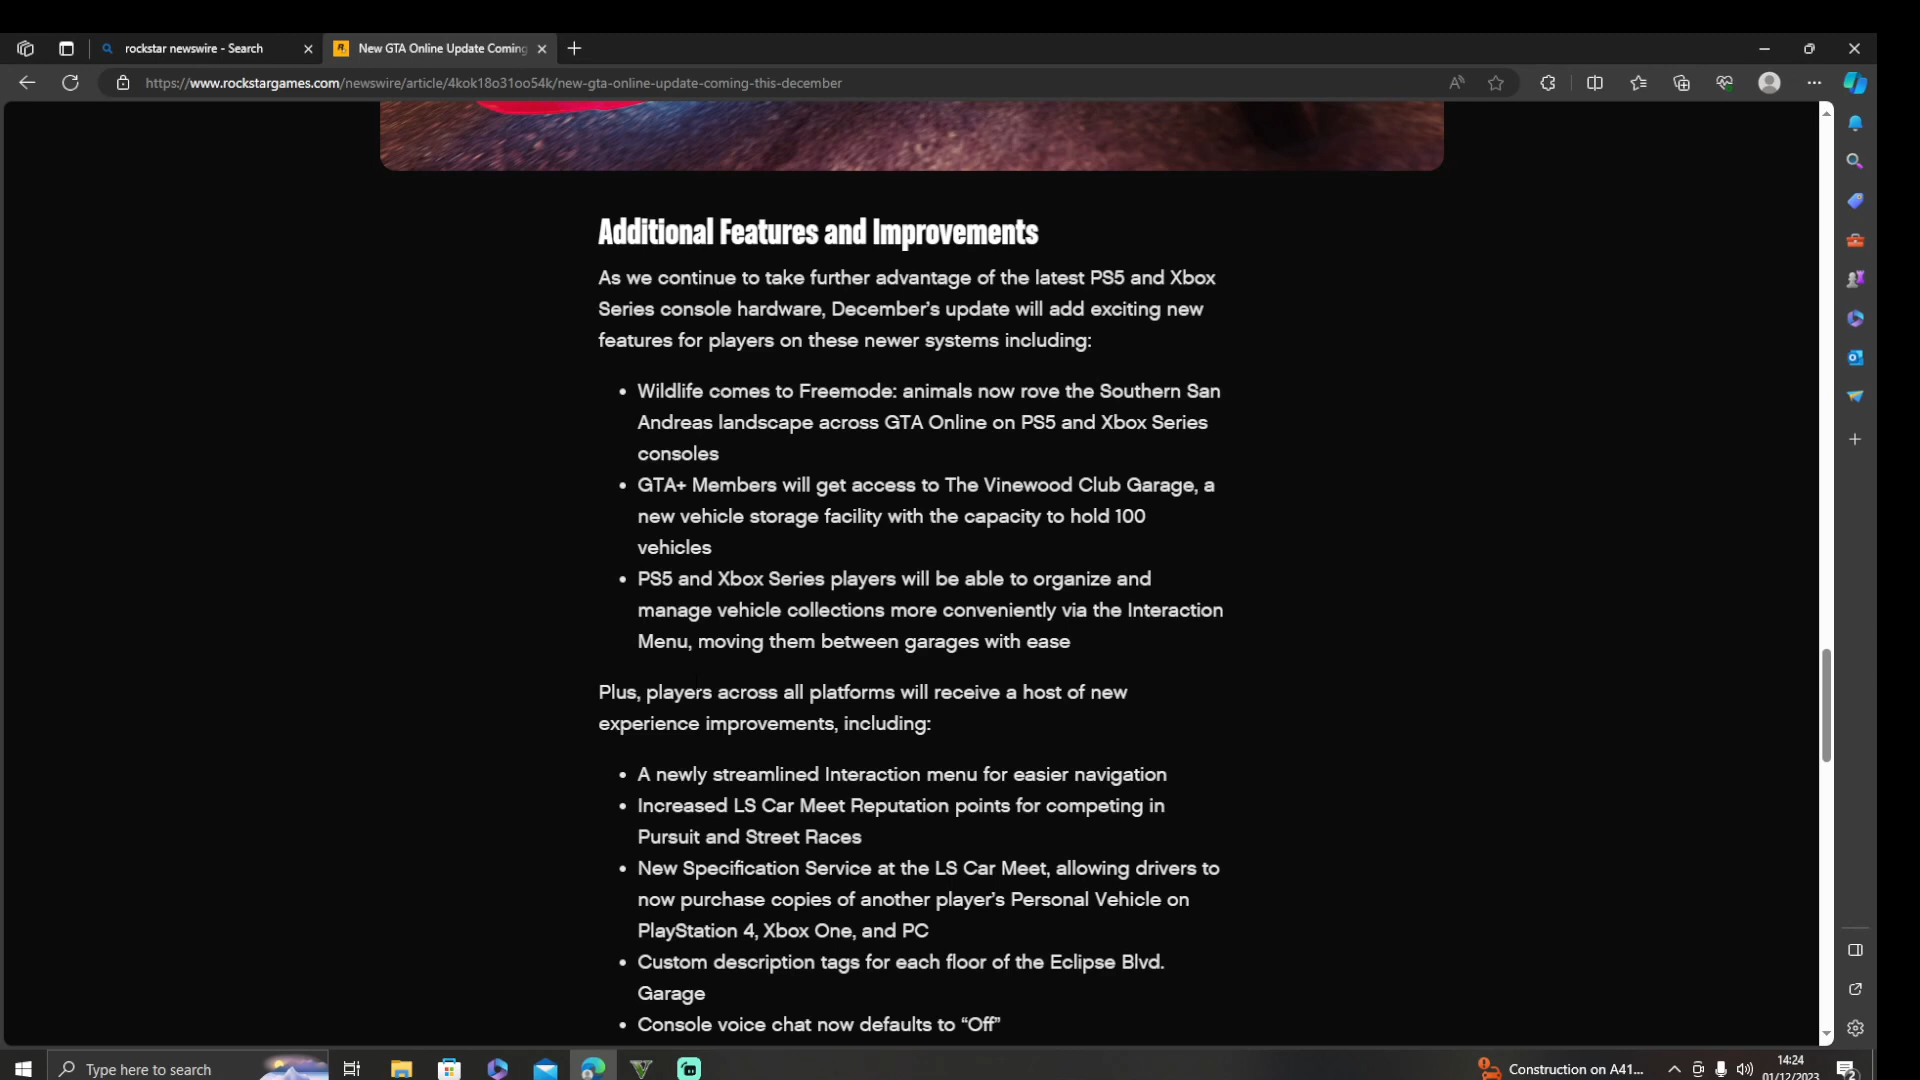 rockstar newswire - Search
New GTA Online Update Coming
https://www.rockstargames.com/newswire/article/4kok18o31oo54k/new-gta-online-update-coming-this-december
Additional Features and Improvements
As we continue to take further advantage of the latest PS5 and Xbox
Series console hardware, December’s update will add exciting new
features for players on these newer systems including:
• Wildlife comes to Freemode: animals now rove the Southern San
Andreas landscape across GTA Online on PS5 and Xbox Series
consoles
• GTA+ Members will get access to The Vinewood Club Garage, a
new vehicle storage facility with the capacity to hold 100
vehicles
• PS5 and Xbox Series players will be able to organize and
manage vehicle collections more conveniently via the Interaction
Menu, moving them between garages with ease
Plus, players across all platforms will receive a host of new
experience improvements, including:
• A newly streamlined Interaction menu for easier navigation
• Increased LS Car Meet Reputation points for competing in
Pursuit and Street Races
• New Specification Service at the LS Car Meet, allowing drivers to
now purchase copies of another player’s Personal Vehicle on
PlayStation 4, Xbox One, and PC
• Custom description tags for each floor of the Eclipse Blvd.
Garage
• Console voice chat now defaults to “Off”
Type here to search
Construction on A41...
14:24
01/12/2023
2